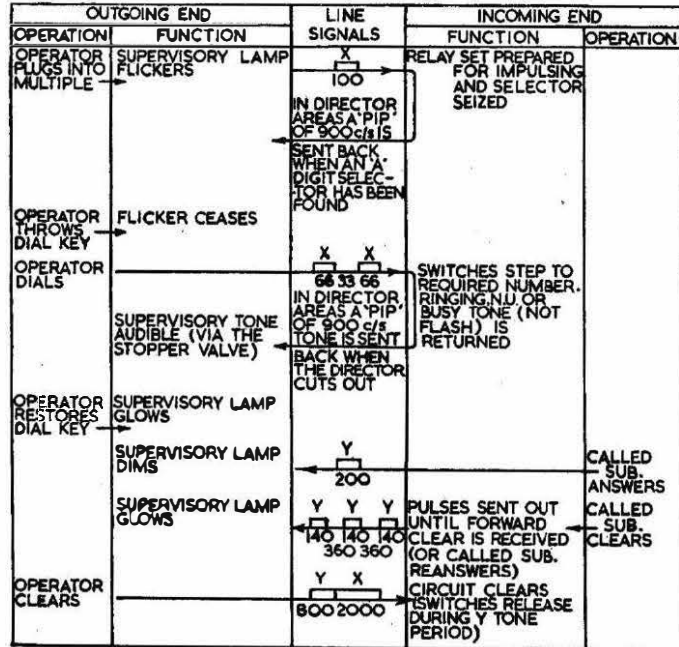 OUTGOING END
LINE SIGNALS
INCOMING END
OPERATION
FUNCTION
FUNCTION
OPERATION
OPERATOR
PLUGS INTO
MULTIPLE
SUPERVISORY LAMP
FLICKERS
X
100
RELAY SET PREPARED
FOR IMPULSING
AND SELECTOR
SEIZED
IN DIRECTOR
AREAS A 'PIP'
OF 900 c/s IS
SENT BACK
WHEN AN 'A'
DIGIT SELEC-
-TOR HAS BEEN
FOUND
OPERATOR
THROWS
DIAL KEY
FLICKER CEASES
OPERATOR
DIALS
X X
66 33 66
SWITCHES STEP TO
REQUIRED NUMBER.
RINGING, N.U. OR
BUSY TONE (NOT
FLASH) IS
RETURNED
IN DIRECTOR
AREAS A 'PIP'
OF 900 c/s
TONE IS SENT
BACK WHEN
THE DIRECTOR
CUTS OUT
SUPERVISORY TONE
AUDIBLE (VIA THE
STOPPER VALVE)
OPERATOR
RESTORES
DIAL KEY
SUPERVISORY LAMP
GLOWS
SUPERVISORY LAMP
DIMS
Y
200
CALLED
SUB.
ANSWERS
SUPERVISORY LAMP
GLOWS
Y Y Y
140 140 140
360 360
PULSES SENT OUT
UNTIL FORWARD
CLEAR IS RECEIVED
(OR CALLED SUB.
REANSWERS)
CALLED
SUB.
CLEARS
OPERATOR
CLEARS
Y X
800 2000
CIRCUIT CLEARS
(SWITCHES RELEASE
DURING Y TONE
PERIOD)